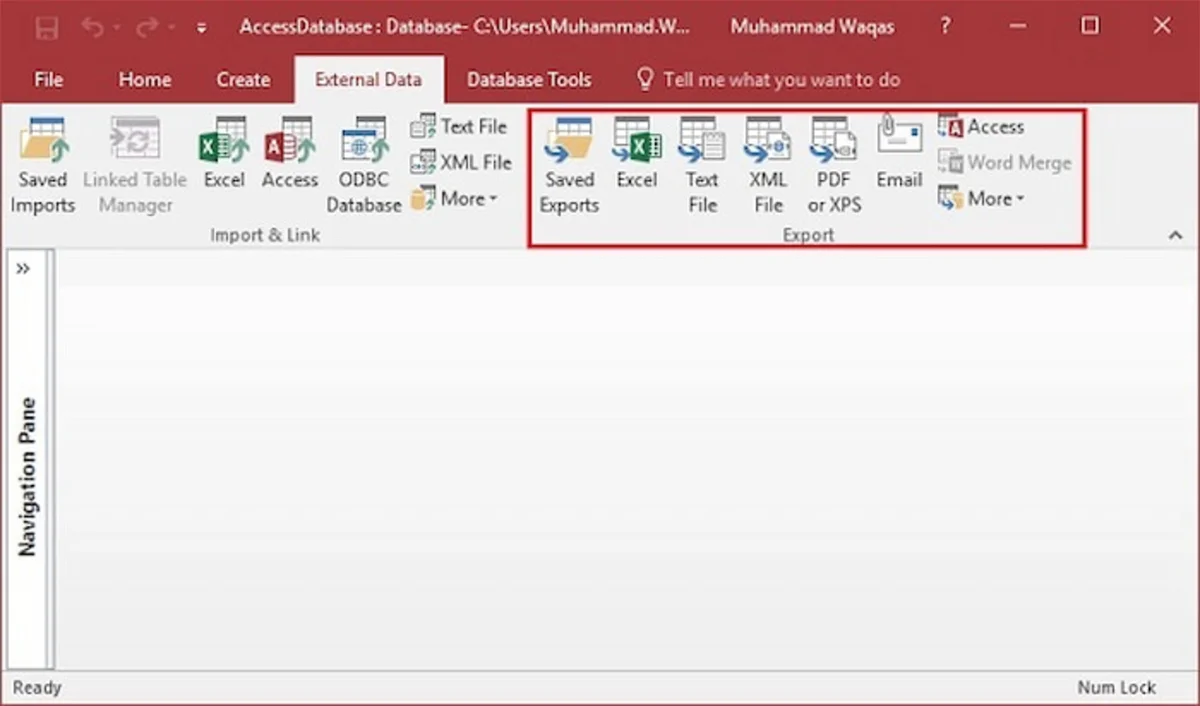 AccessDatabase : Database- C:\Users\Muhammad.W... Muhammad Waqas ?
File Home Create External Data Database Tools Tell me what you want to do
Saved Imports
Linked Table Manager
Excel
Access
ODBC Database
Text File
XML File
More
Import & Link
Saved Exports
Excel
Text File
XML File
PDF or XPS
Email
Access
Word Merge
More
Export
»
Navigation Pane
Ready Num Lock